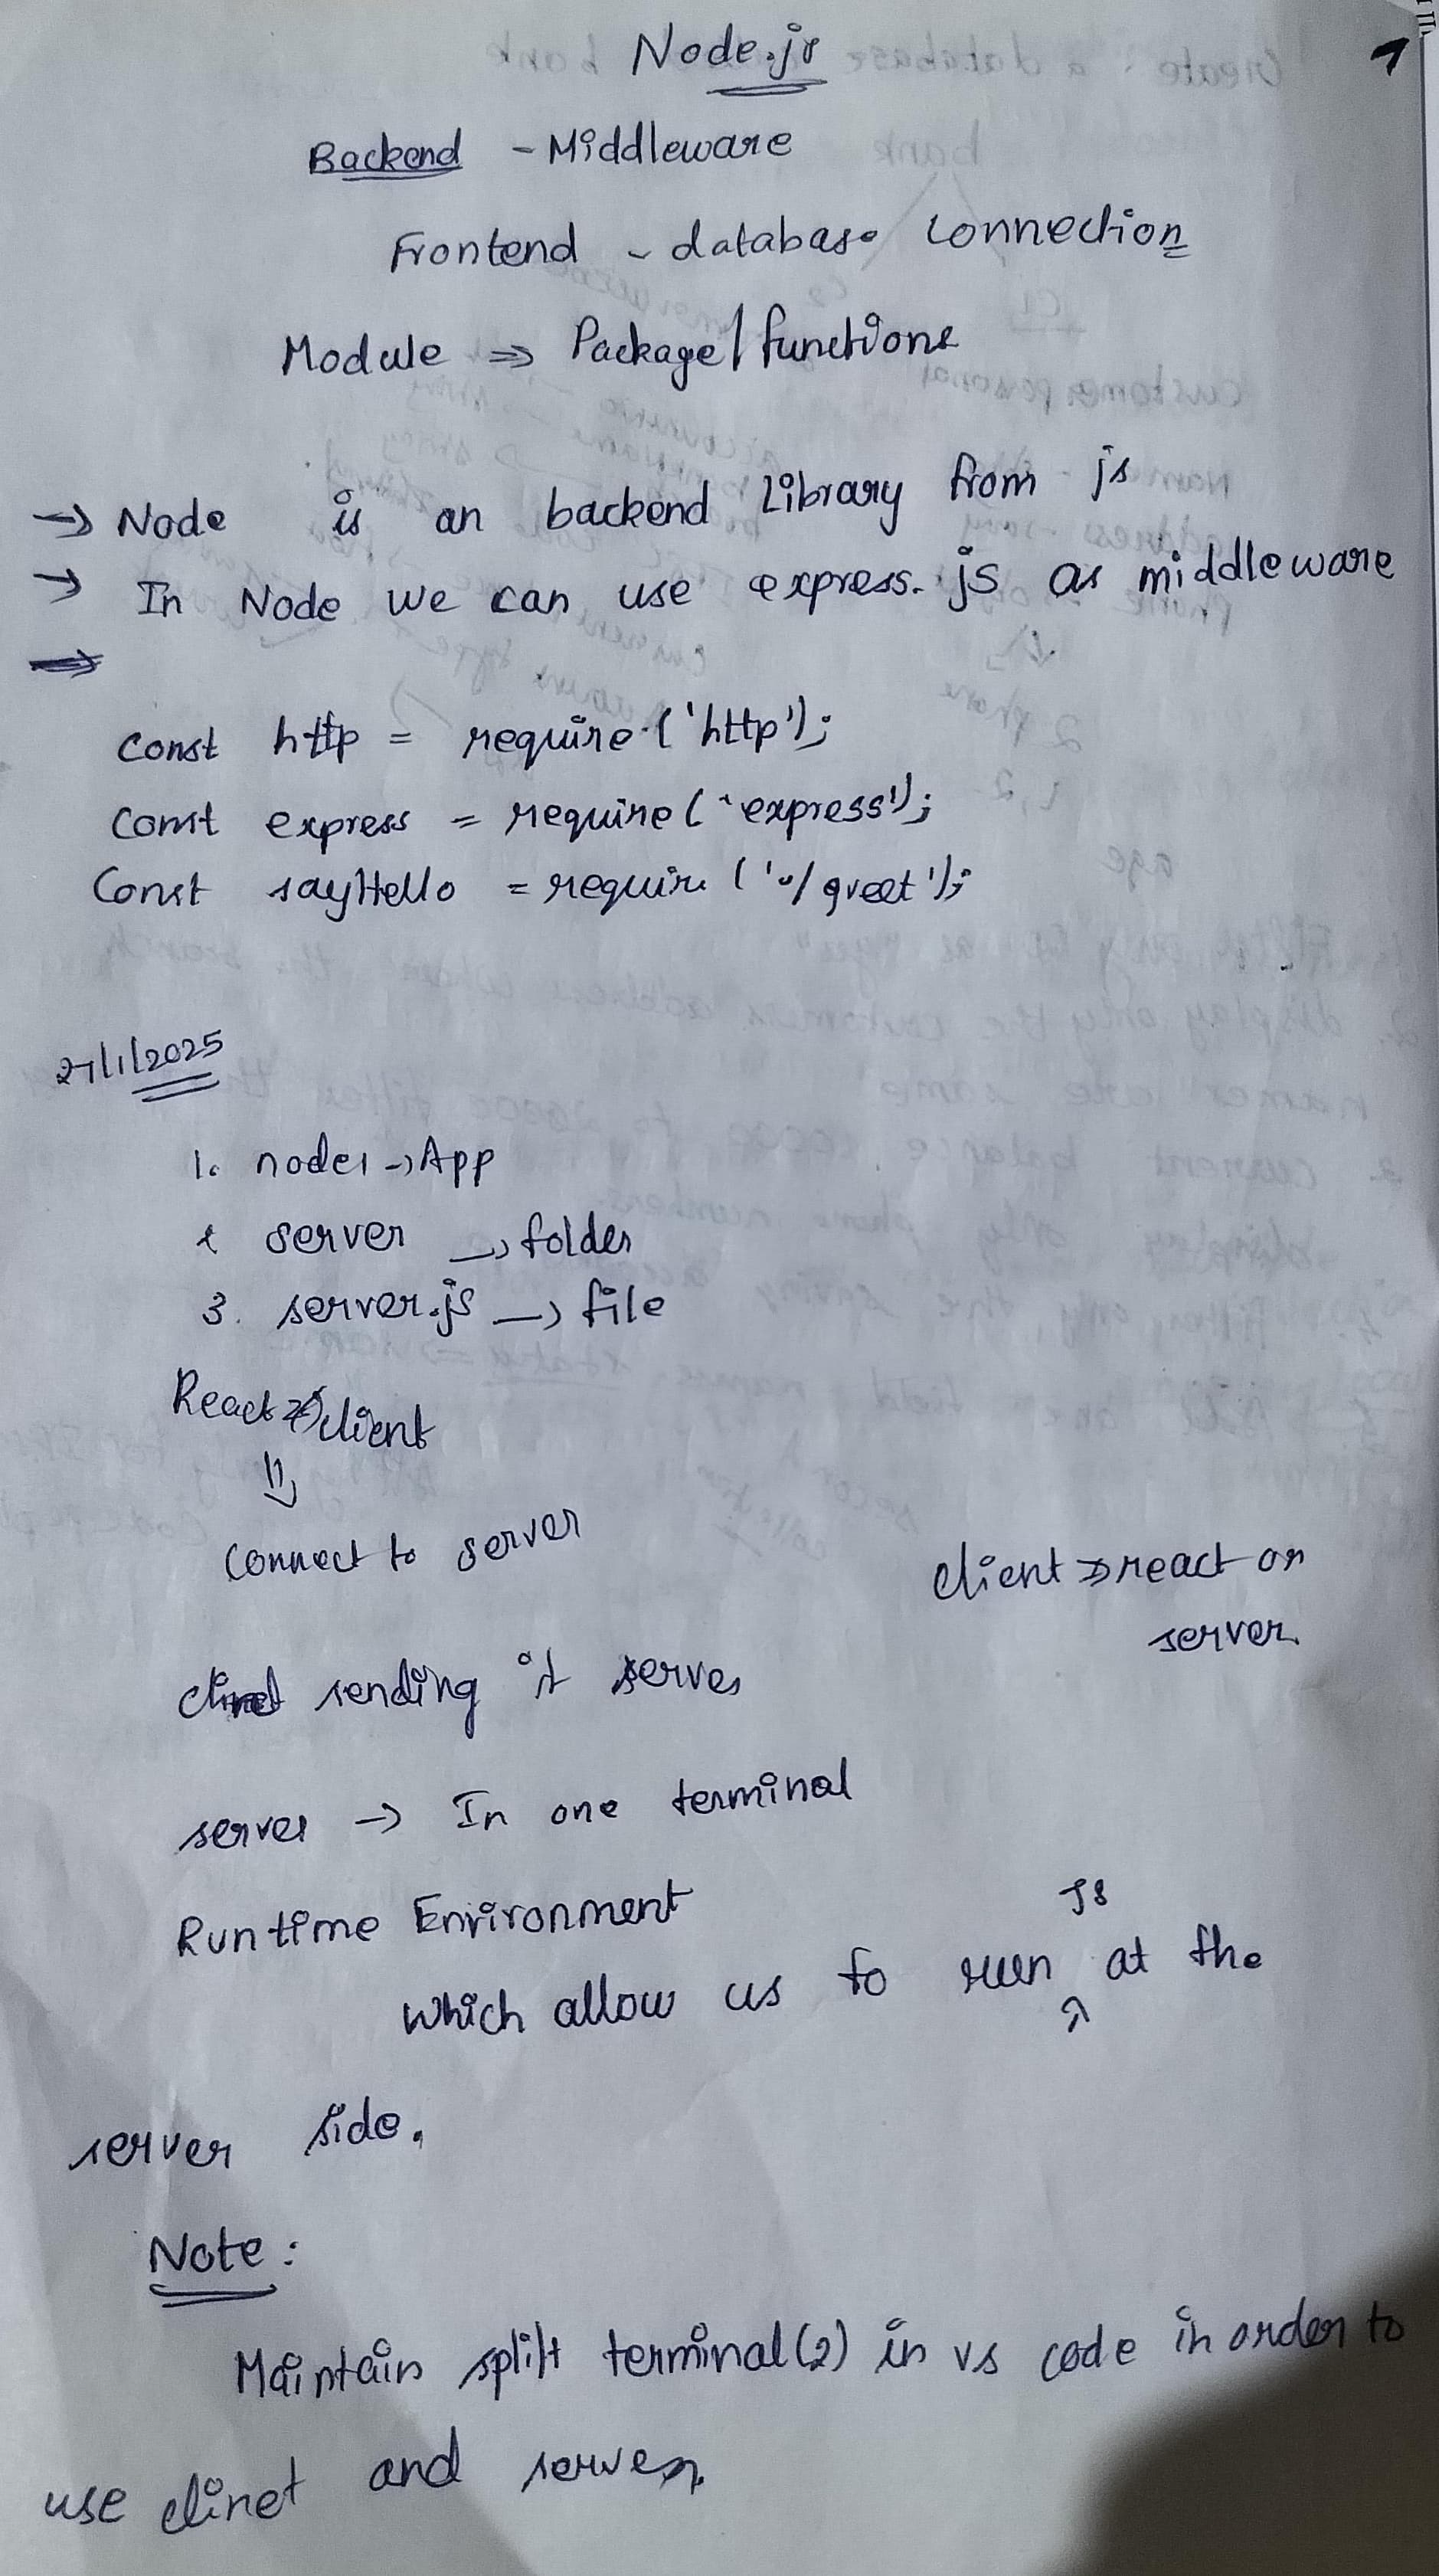 Node.js
1
Backend - Middleware
Frontend - database connection
Module => Package/functions
-> Node is an backend Library from js
-> In Node we can use express.js as middleware
=>
const http = require('http');
const express = require('express');
Const sayHello = require('./greet');
27/1/2025
1. node1 -> App
2 server -> folder
3. server.js -> file
React => client
connect to server
client => react or
server.
sending it server
server -> In one terminal
Runtime Environment
JS
which allow us to run at the
server side.
Note:
Maintain split terminal(2) in vs code in order to
use clinet and server.